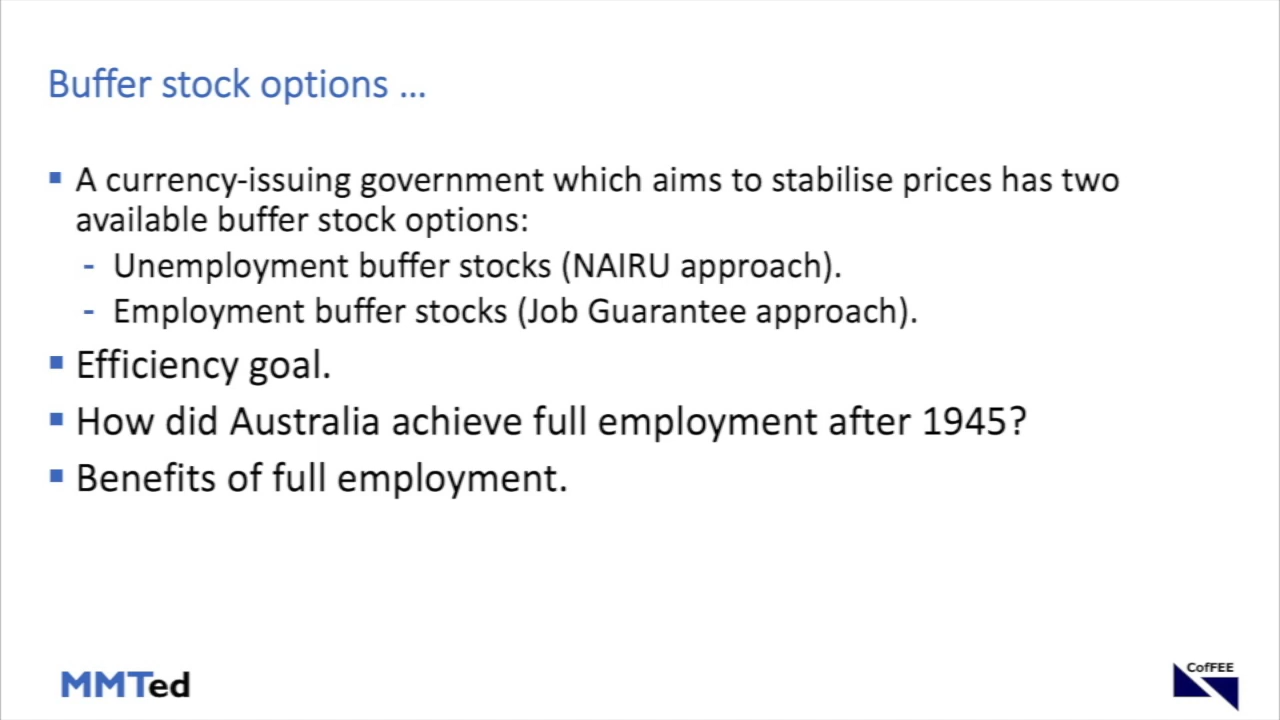 Buffer stock options ...
▪ A currency-issuing government which aims to stabilise prices has two
available buffer stock options:
- Unemployment buffer stocks (NAIRU approach).
- Employment buffer stocks (Job Guarantee approach).
▪ Efficiency goal.
▪ How did Australia achieve full employment after 1945?
▪ Benefits of full employment.
MMTed
CofFEE